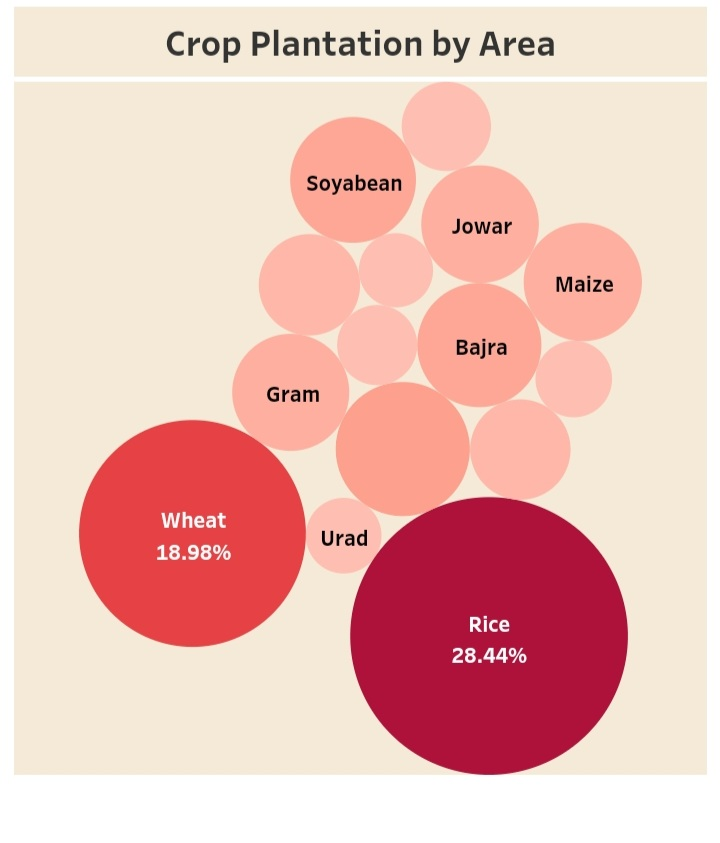 Crop Plantation by Area
Soyabean
Jowar
Maize
Bajra
Gram
Wheat
18.98%
Urad
Rice
28.44%